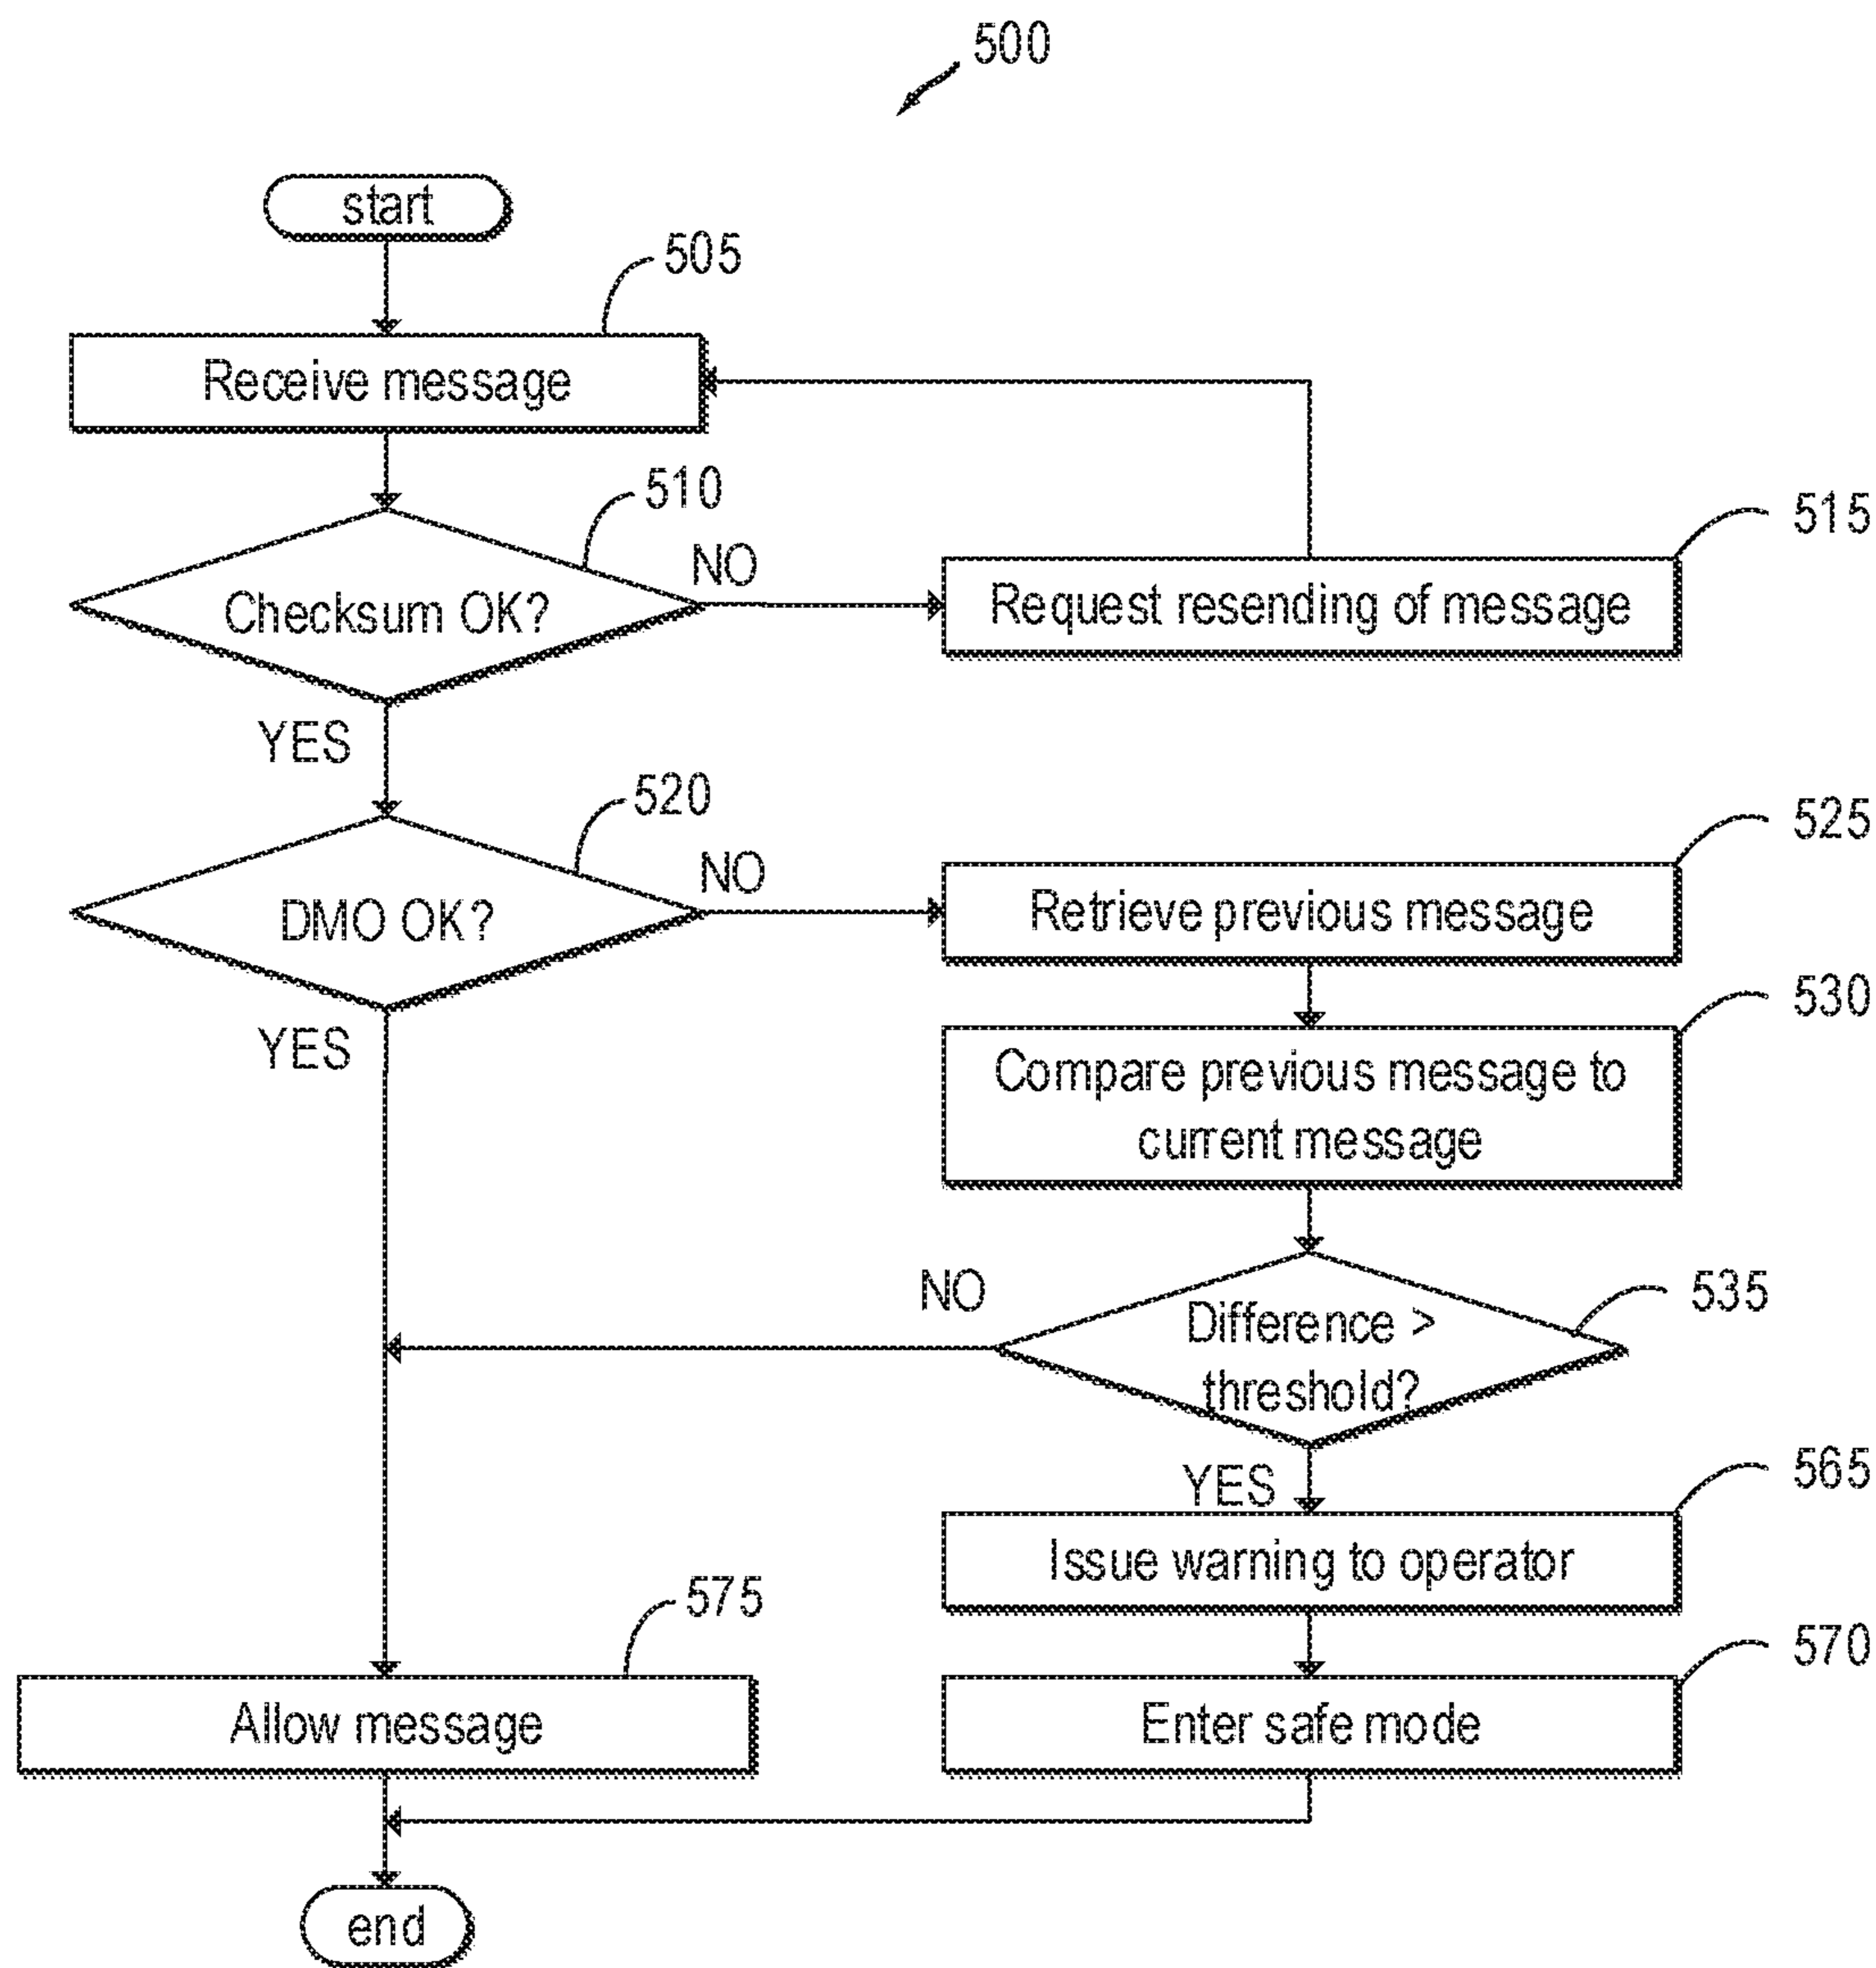 500
start
505
Receive message
510
Checksum OK?
NO
515
Request resending of message
YES
520
DMO OK?
NO
525
Retrieve previous message
YES
530
Compare previous message to
current message
NO
Difference >
threshold?
535
YES
565
Issue warning to operator
575
Allow message
570
Enter safe mode
end